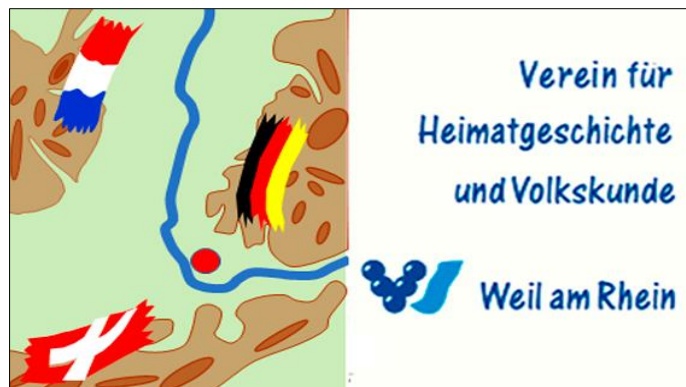 Verein für
Heimatgeschichte
und Volkskunde
Weil am Rhein